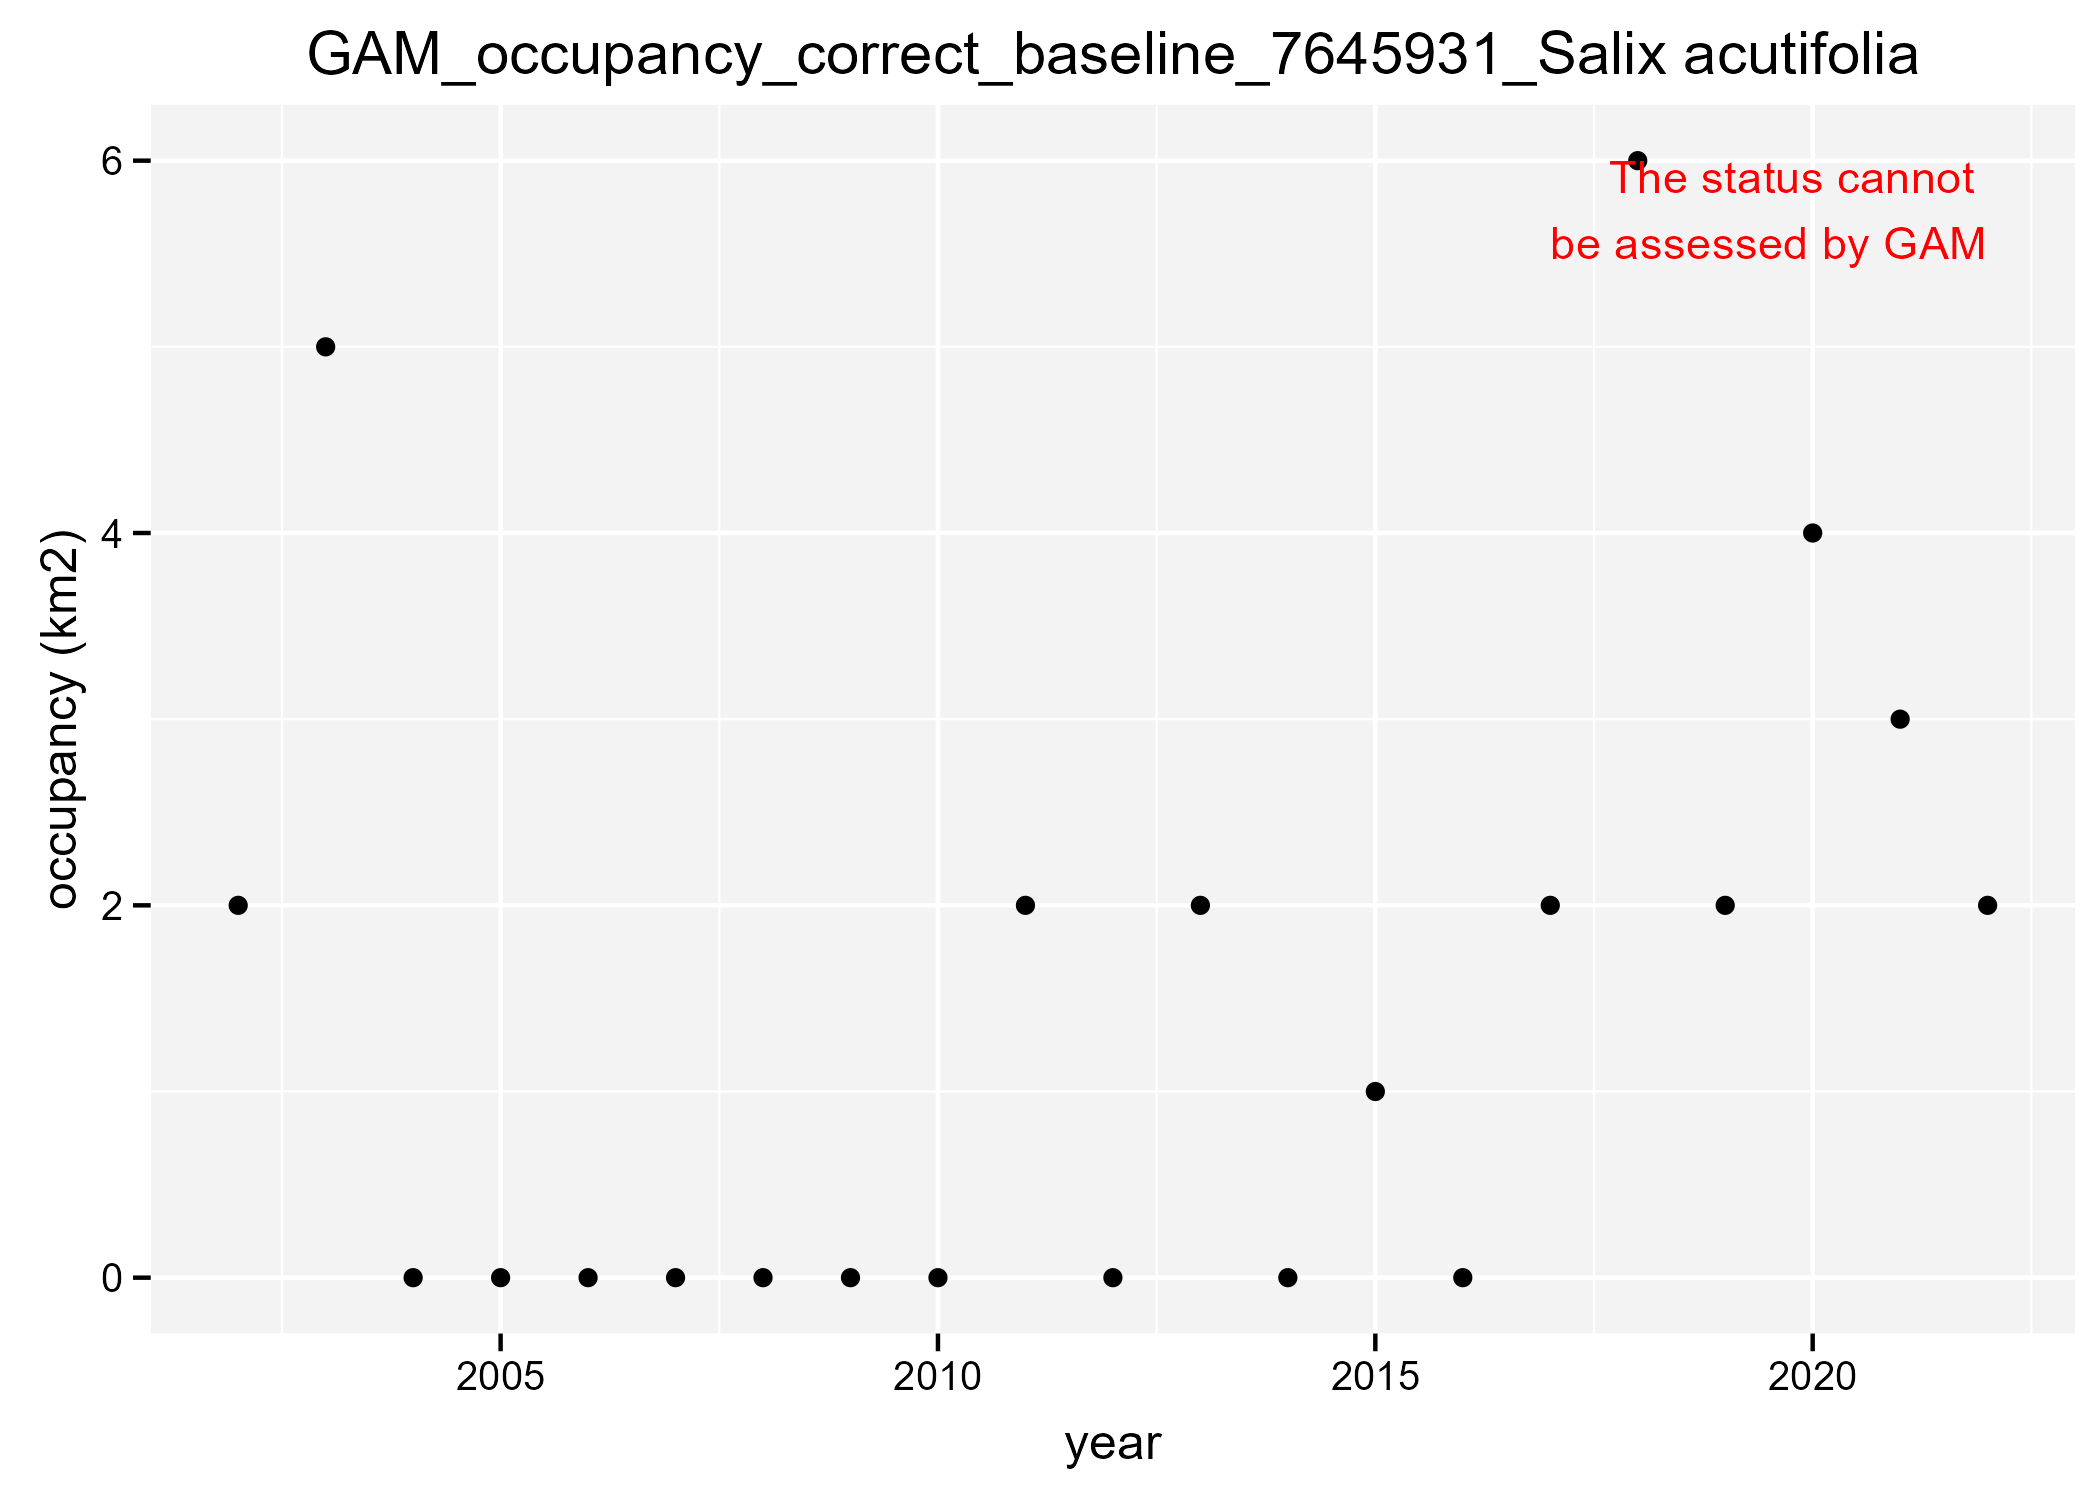 GAM_occupancy_correct_baseline_7645931_Salix acutifolia
6
The status cannot
be assessed by GAM
4
occupancy (km2)
2
0
2005 2010 2015 2020
year